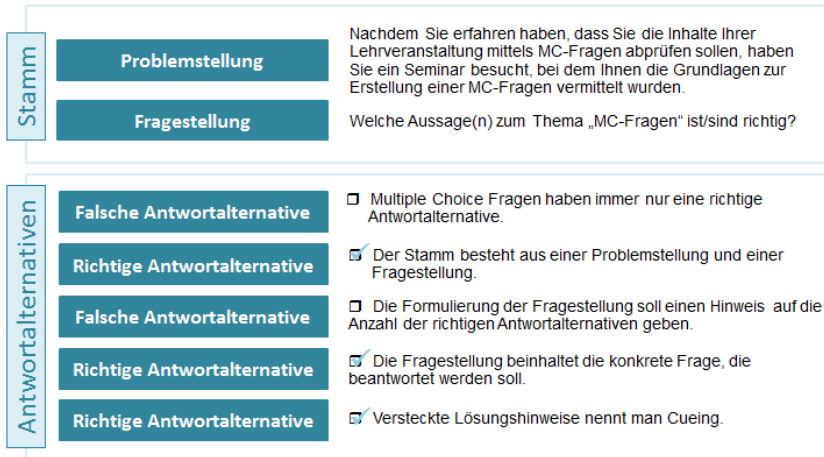 Stamm
Problemstellung
Nachdem Sie erfahren haben, dass Sie die Inhalte Ihrer
Lehrveranstaltung mittels MC-Fragen abprüfen sollen, haben
Sie ein Seminar besucht, bei dem Ihnen die Grundlagen zur
Erstellung einer MC-Fragen vermittelt wurden.
Fragestellung
Welche Aussage(n) zum Thema „MC-Fragen“ ist/sind richtig?
Antwortalternativen
Falsche Antwortalternative
Multiple Choice Fragen haben immer nur eine richtige
Antwortalternative.
Richtige Antwortalternative
Der Stamm besteht aus einer Problemstellung und einer
Fragestellung.
Falsche Antwortalternative
Die Formulierung der Fragestellung soll einen Hinweis auf die
Anzahl der richtigen Antwortalternativen geben.
Richtige Antwortalternative
Die Fragestellung beinhaltet die konkrete Frage, die
beantwortet werden soll.
Richtige Antwortalternative
Versteckte Lösungshinweise nennt man Cueing.